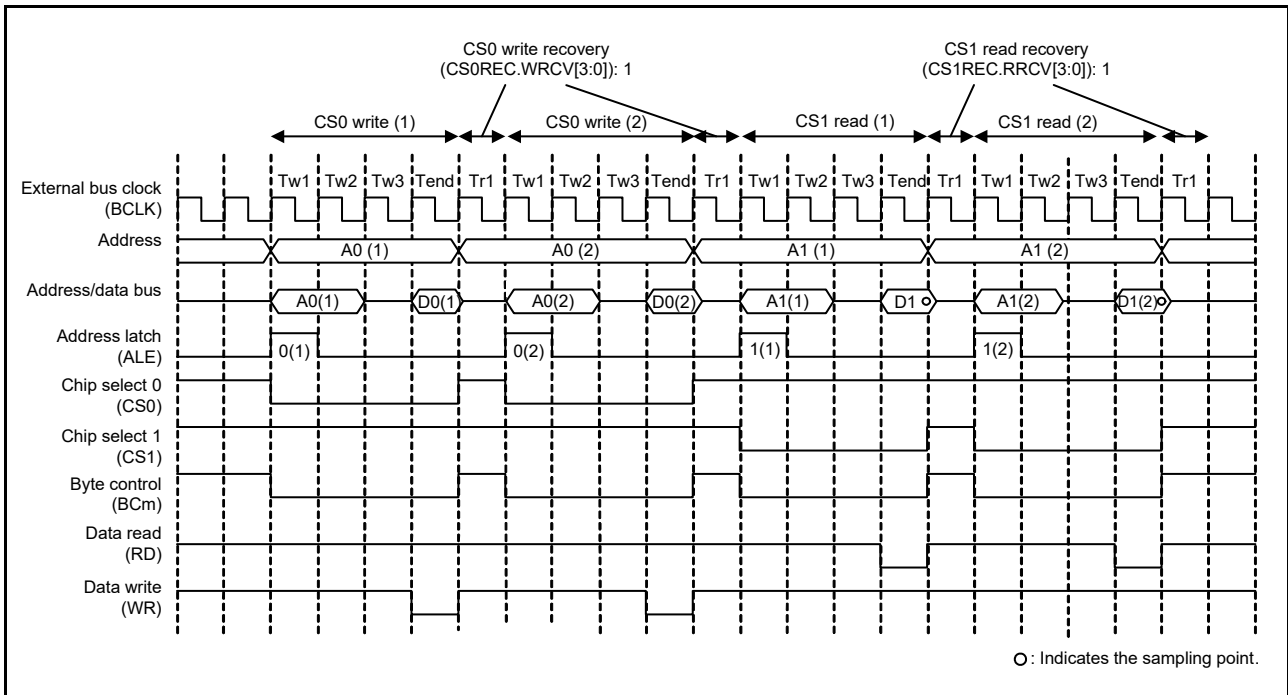 CS0 write recovery
(CS0REC.WRCV[3:0]): 1
CS1 read recovery
(CS1REC.RRCV[3:0]): 1
CS0 write (1) CS0 write (2) CS1 read (1) CS1 read (2)
Tw1 Tw2 Tw3 Tend Tr1 Tw1 Tw2 Tw3 Tend Tr1 Tw1 Tw2 Tw3 Tend Tr1 Tw1 Tw2 Tw3 Tend Tr1
External bus clock
(BCLK)
Address A0 (1) A0 (2) A1 (1) A1 (2)
Address/data bus A0(1) D0(1 A0(2) D0(2) A1(1) D1 A1(2) D1(2)
Address latch
(ALE)
0(1) 0(2) 1(1) 1(2)
Chip select 0
(CS0)
Chip select 1
(CS1)
Byte control
(BCm)
Data read
(RD)
Data write
(WR)
: Indicates the sampling point.